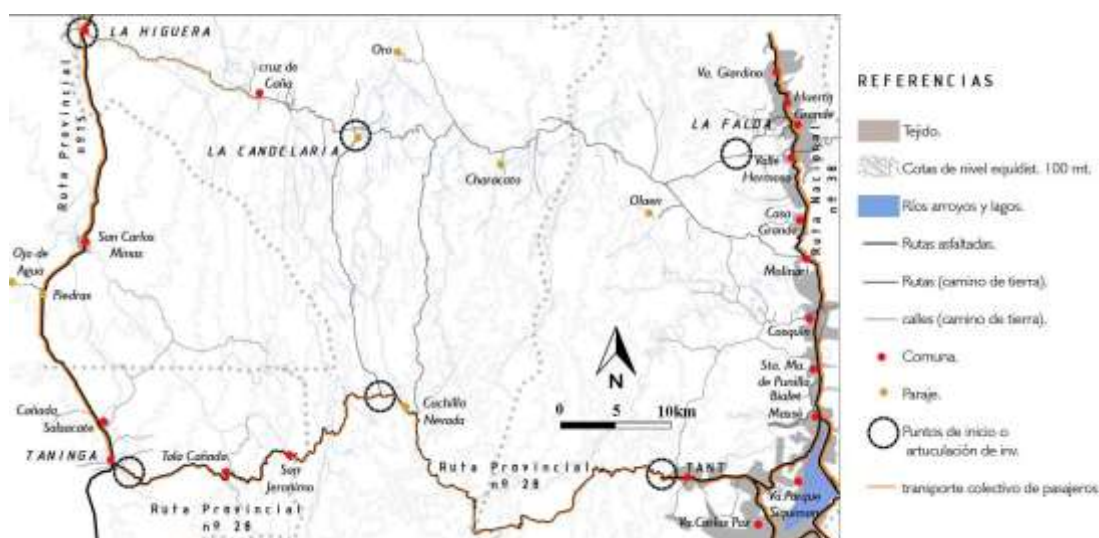 LA HIGUERA
cruz de
Caña
Oro
Va. Giardino
Huerta
Grande
LA FALDA
Valle
Hermoso
LA CANDELARIA
Characato
Olaen
Casa
Grande
Molinari
Ruta Provincial
nº15
Ruta Nacional
nº 38
San Carlos
Minas
Ojo de
Agua
Piedras
Cosquín
Sta. Ma.
de Punilla
Bialet
Massé
N
0 5 10km
Cañada
Salsacate
TANINGA
Tala Cañada
San
Jeronimo
Cuchilla
Nevada
Ruta Provincial
nº 28
Ruta Provincial
nº 28
TANT
Va. Parque
Siquiman
Va. Carlos Paz
REFERENCIAS
Tejido.
Cotas de nivel equidist. 100 mt.
Ríos arroyos y lagos.
Rutas asfaltadas.
Rutas (camino de tierra).
calles (camino de tierra).
Comuna.
Paraje.
Puntos de inicio o
artuculación de inv.
transporte colectivo de pasajeros